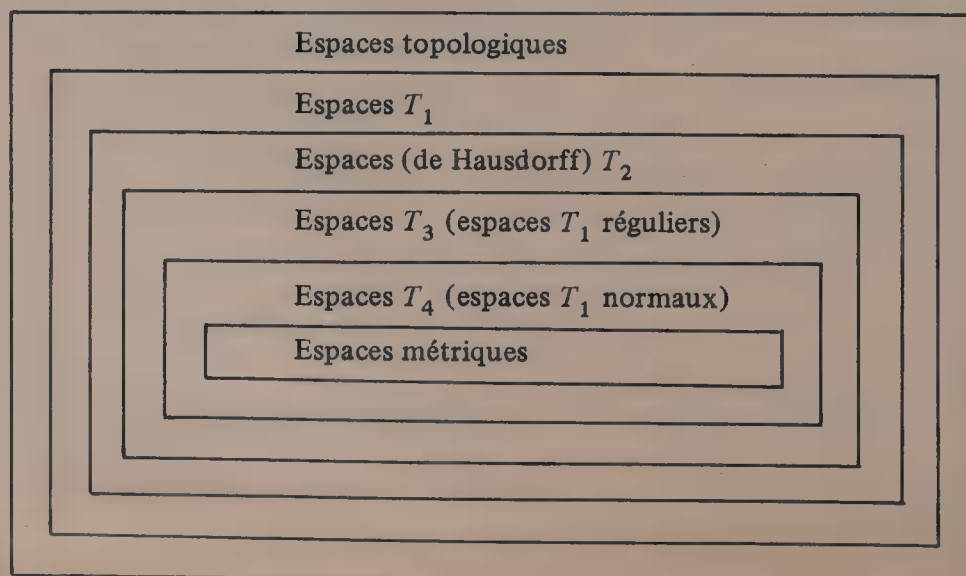 Espaces topologiques
Espaces T₁
Espaces (de Hausdorff) T₂
Espaces T₃ (espaces T₁ réguliers)
Espaces T₄ (espaces T₁ normaux)
Espaces métriques